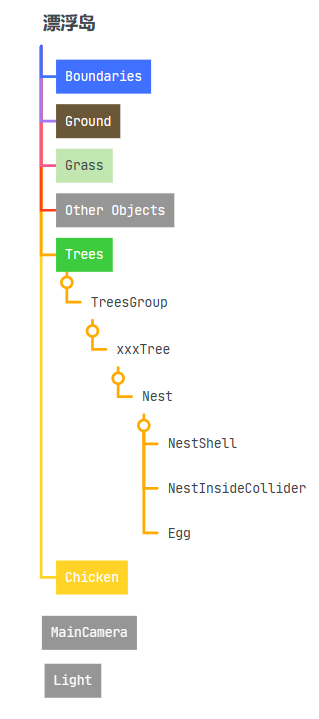 漂浮岛
Boundaries
Ground
Grass
Other Objects
Trees
TreesGroup
xxxTree
Nest
NestShell
NestInsideCollider
Egg
Chicken
MainCamera
Light